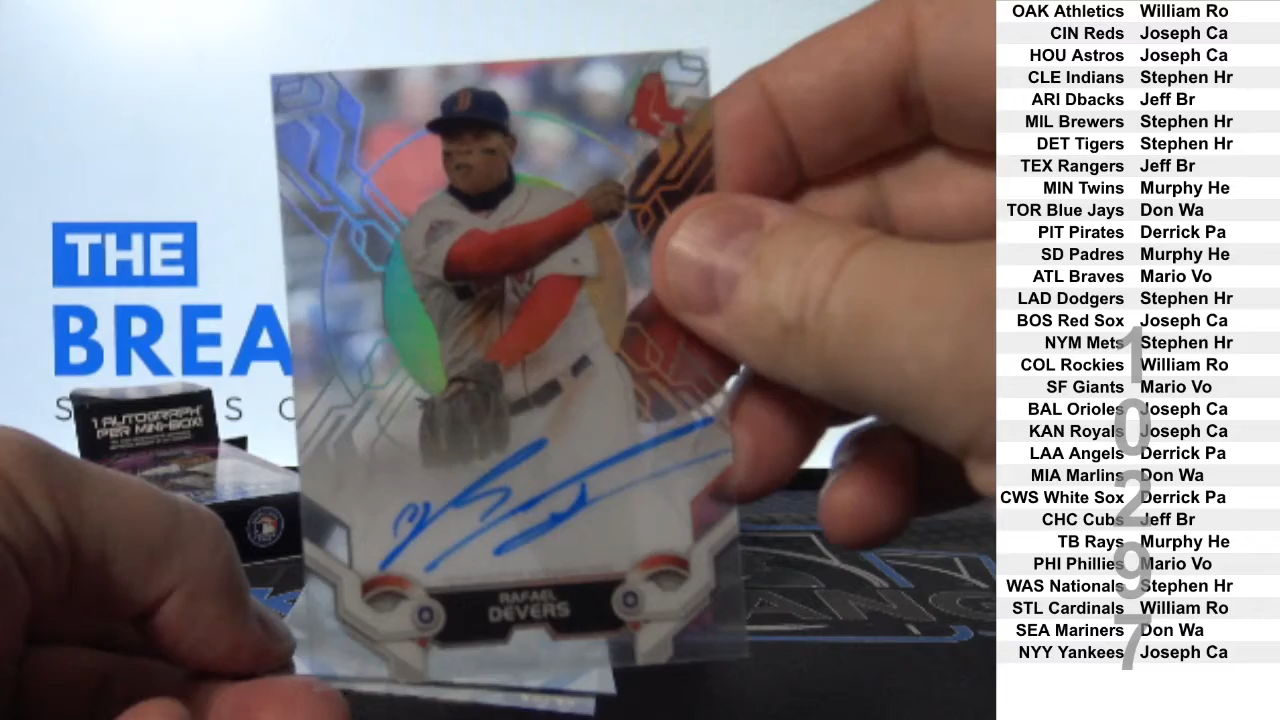 THE
BREA
S
S C
1 AUTOGRAPH
PER MINI-BOX!
RAFAEL
DEVERS
OAK Athletics William Ro
CIN Reds Joseph Ca
HOU Astros Joseph Ca
CLE Indians Stephen Hr
ARI Dbacks Jeff Br
MIL Brewers Stephen Hr
DET Tigers Stephen Hr
TEX Rangers Jeff Br
MIN Twins Murphy He
TOR Blue Jays Don Wa
PIT Pirates Derrick Pa
SD Padres Murphy He
ATL Braves Mario Vo
LAD Dodgers Stephen Hr
BOS Red Sox Joseph Ca
NYM Mets Stephen Hr
COL Rockies William Ro
SF Giants Mario Vo
BAL Orioles Joseph Ca
KAN Royals Joseph Ca
LAA Angels Derrick Pa
MIA Marlins Don Wa
CWS White Sox Derrick Pa
CHC Cubs Jeff Br
TB Rays Murphy He
PHI Phillies Mario Vo
WAS Nationals Stephen Hr
STL Cardinals William Ro
SEA Mariners Don Wa
NYY Yankees Joseph Ca
10297